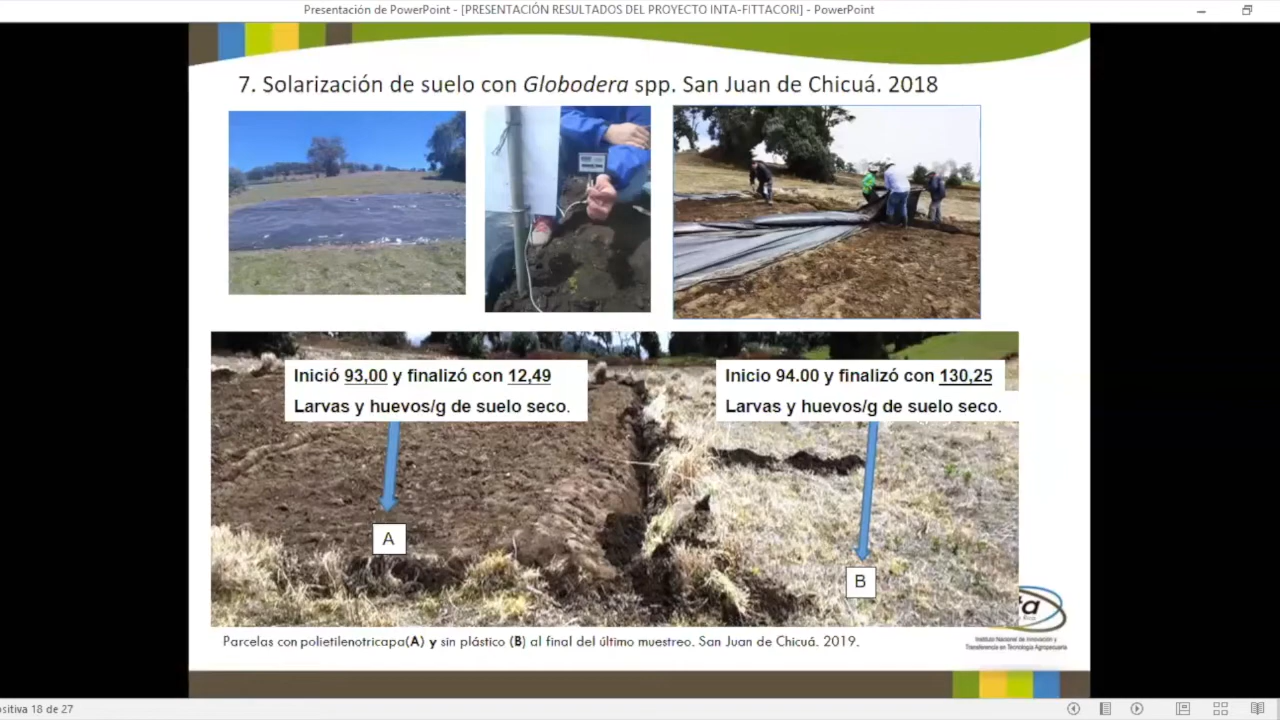 Presentación de PowerPoint - [PRESENTACIÓN RESULTADOS DEL PROYECTO INTA-FITTACORI] - PowerPoint
7. Solarización de suelo con Globodera spp. San Juan de Chicuá. 2018
Inició 93,00 y finalizó con 12,49
Larvas y huevos/g de suelo seco.
Inicio 94.00 y finalizó con 130,25
Larvas y huevos/g de suelo seco.
A
B
Parcelas con polietilenotricapa(A) y sin plástico (B) al final del último muestreo. San Juan de Chicuá. 2019.
Instituto Nacional de Innovación y
Transferencia en Tecnología Agropecuaria
ositiva 18 de 27